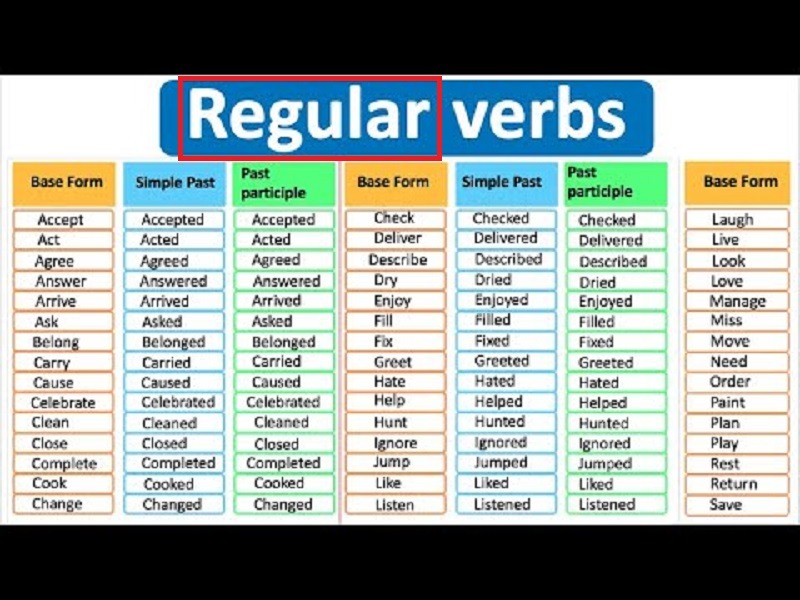 Regular verbs
Base Form Simple Past Past participle Base Form Simple Past Past participle Base Form
Accept Accepted Accepted Check Checked Checked Laugh
Act Acted Acted Deliver Delivered Delivered Live
Agree Agreed Agreed Describe Described Described Look
Answer Answered Answered Dry Dried Dried Love
Arrive Arrived Arrived Enjoy Enjoyed Enjoyed Manage
Ask Asked Asked Fill Filled Filled Miss
Belong Belonged Belonged Fix Fixed Fixed Move
Carry Carried Carried Greet Greeted Greeted Need
Cause Caused Caused Hate Hated Hated Order
Celebrate Celebrated Celebrated Help Helped Helped Paint
Clean Cleaned Cleaned Hunt Hunted Hunted Plan
Close Closed Closed Ignore Ignored Ignored Play
Complete Completed Completed Jump Jumped Jumped Rest
Cook Cooked Cooked Like Liked Liked Return
Change Changed Changed Listen Listened Listened Save